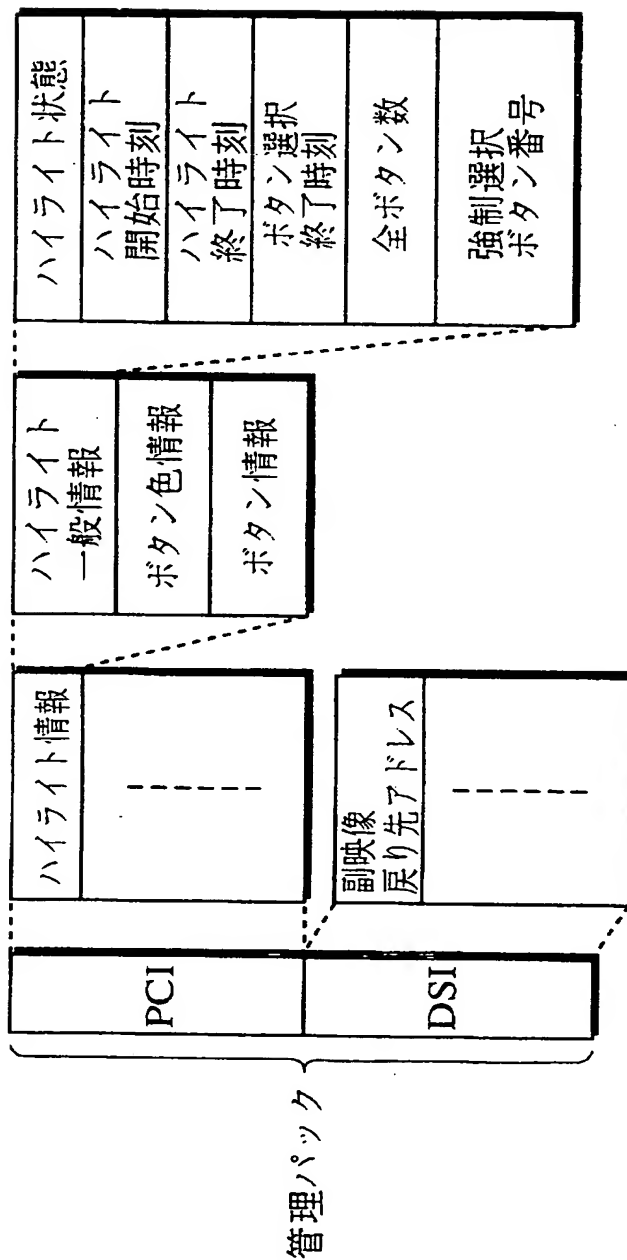 管理パック
PCI
DSI
ハイライト情報
副映像
戻り先アドレス
ハイライト
一般情報
ボタン色情報
ボタン情報
ハイライト状態
ハイライト
開始時刻
ハイライト
終了時刻
ボタン選択
終了時刻
全ボタン数
強制選択
ボタン番号